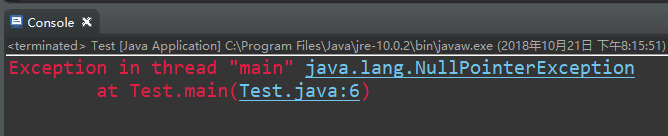 Console
<terminated> Test [Java Application] C:\Program Files\Java\jre-10.0.2\bin\javaw.exe (2018年10月21日 下午8:15:51)
Exception in thread "main" java.lang.NullPointerException
at Test.main(Test.java:6)